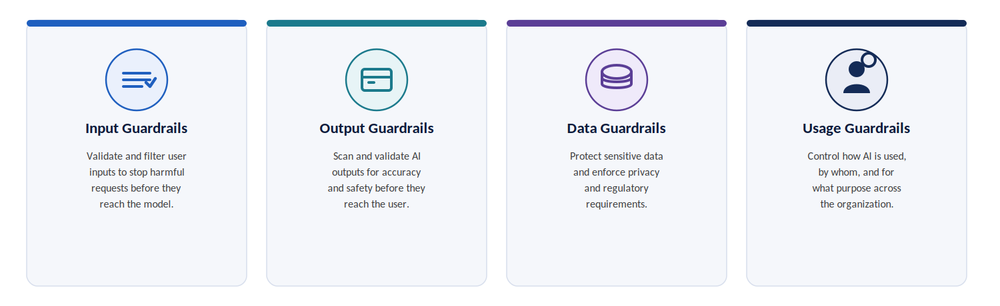 Input Guardrails
Validate and filter user
inputs to stop harmful
requests before they
reach the model.
Output Guardrails
Scan and validate AI
outputs for accuracy
and safety before they
reach the user.
Data Guardrails
Protect sensitive data
and enforce privacy
and regulatory
requirements.
Usage Guardrails
Control how AI is used,
by whom, and for
what purpose across
the organization.